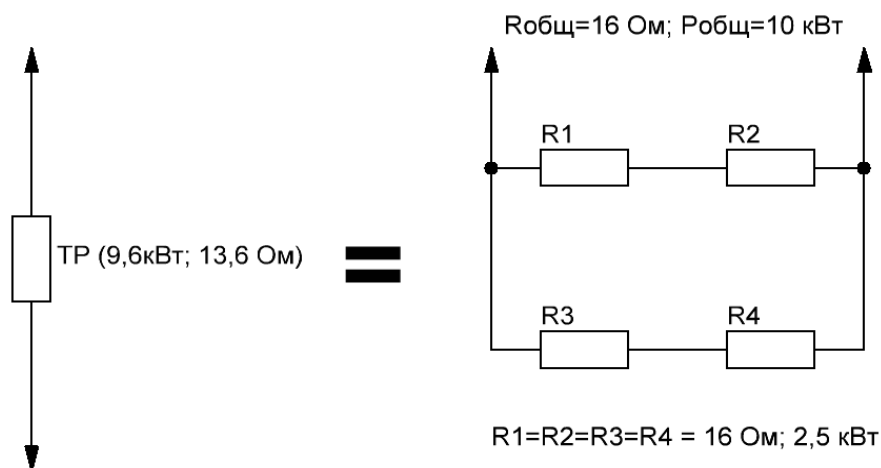 Rобщ=16 Ом; Pобщ=10 кВт
R1
R2
ТР (9,6кВт; 13,6 Ом)
R3
R4
R1=R2=R3=R4 = 16 Ом; 2,5 кВт